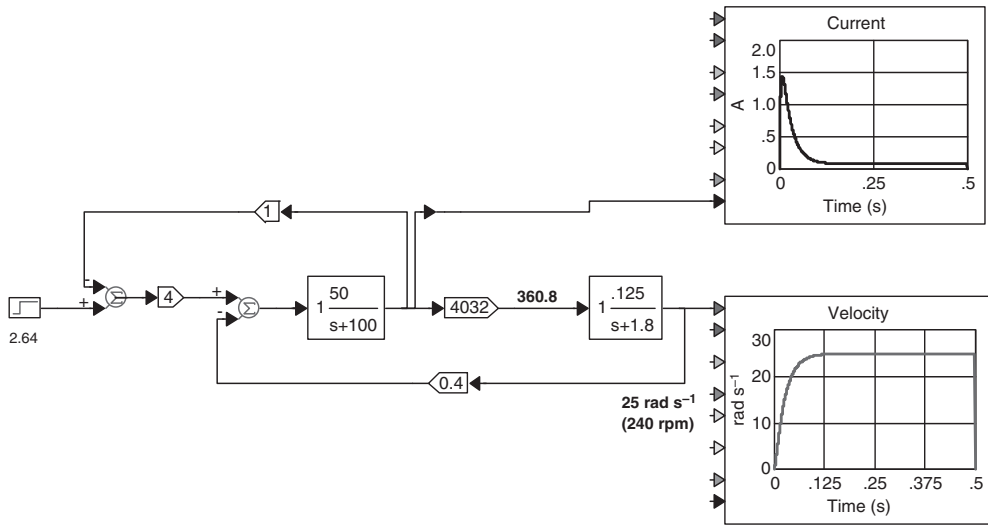 Current
2.0
1.5
1.0
.5
0
A
0 .25 .5
Time (s)
1
-
+
Σ
4
+
-
Σ
1 50
s+100
4032
360.8
1 .125
s+1.8
2.64
0.4
25 rad s⁻¹
(240 rpm)
Velocity
30
20
10
0
rad s⁻¹
0 .125 .25 .375 .5
Time (s)